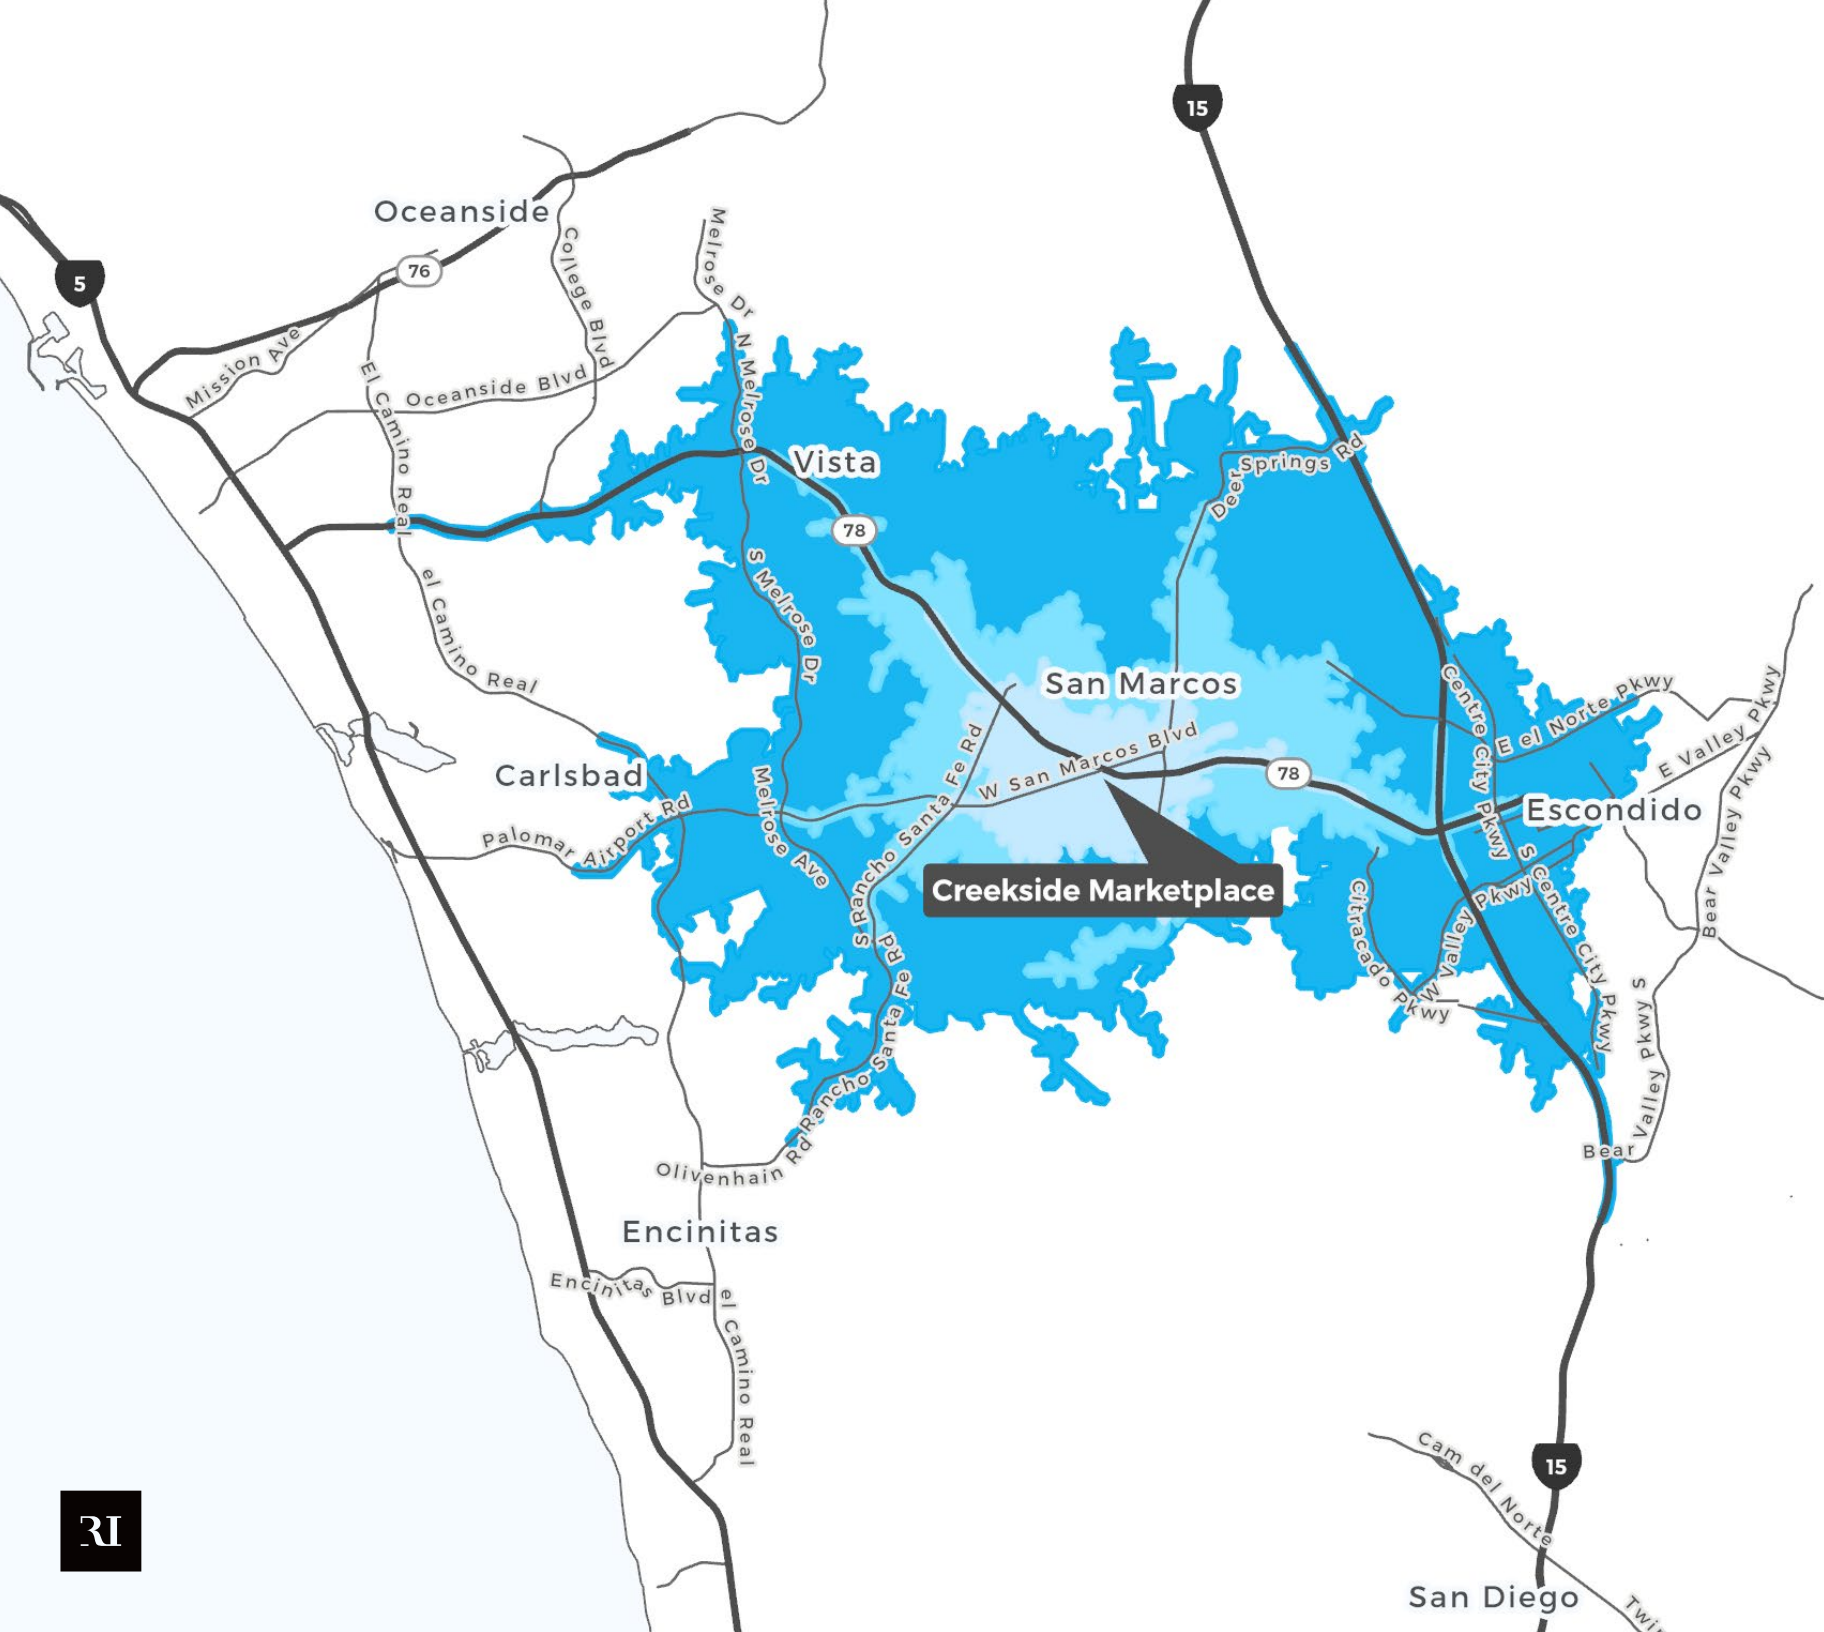 15
Oceanside
76
5
College Blvd
Melrose Dr
Mission Ave
El Camino Real
Oceanside Blvd
N Melrose Dr
Vista
Deer Springs Rd
78
S Melrose Dr
el Camino Real
San Marcos
Centre City Pkwy
E el Norte Pkwy
E Valley Pkwy
W San Marcos Blvd
78
Carlsbad
Escondido
Palomar Airport Rd
Melrose Ave
S Rancho Santa Fe Rd
Creekside Marketplace
Citracado Pkwy
W Valley Pkwy
S Centre City Pkwy
Bear Valley Pkwy
Rancho Santa Fe Rd
Bear Valley Pkwy S
Olivenhain Rd
Encinitas
Encinitas Blvd
el Camino Real
Cam del Norte
15
RI
San Diego
Twin